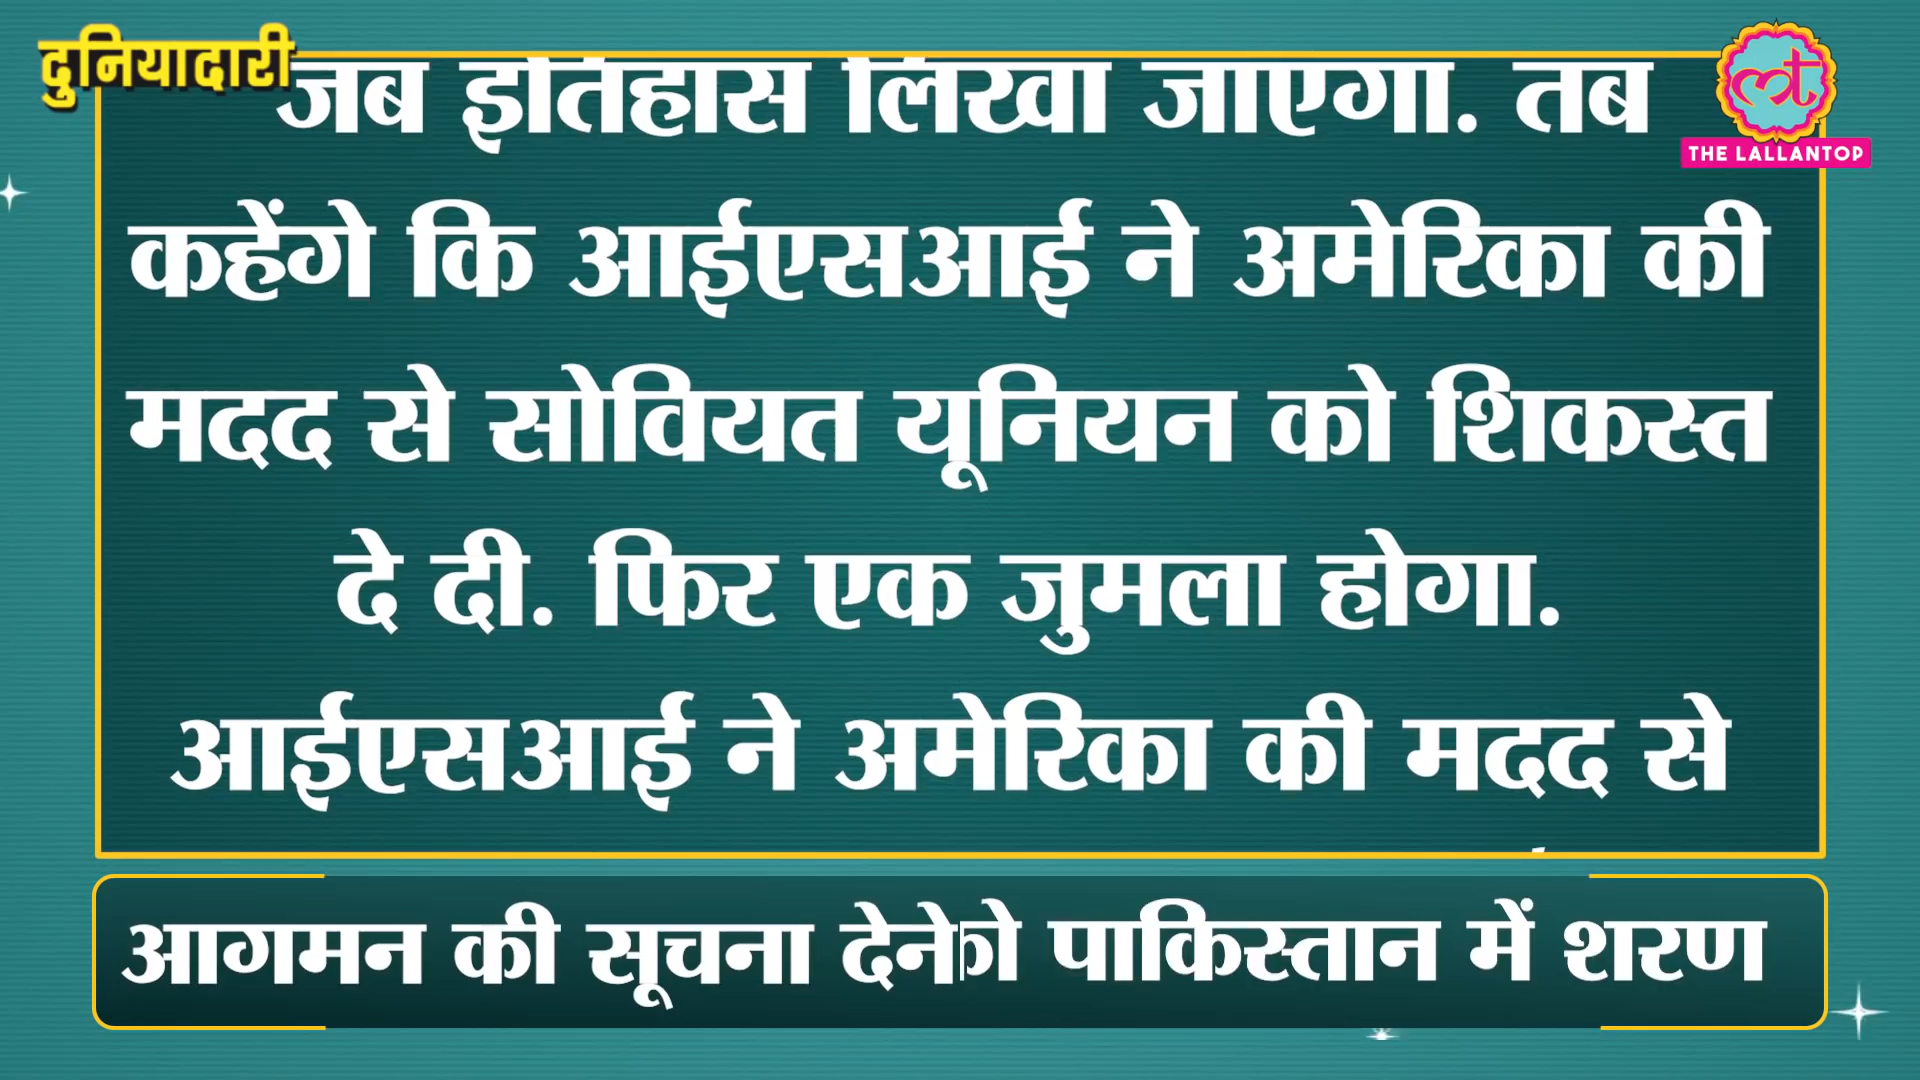 दुनियादारी
जब इतिहास लिखा जाएगा. तब
THE LALLANTOP
कहेंगे कि आईएसआई ने अमेरिका की
मदद से सोवियत यूनियन को शिकस्त
दे दी. फिर एक जुमला होगा.
आईएसआई ने अमेरिका की मदद से
आगमन की सूचना देने को पाकिस्तान में शरण